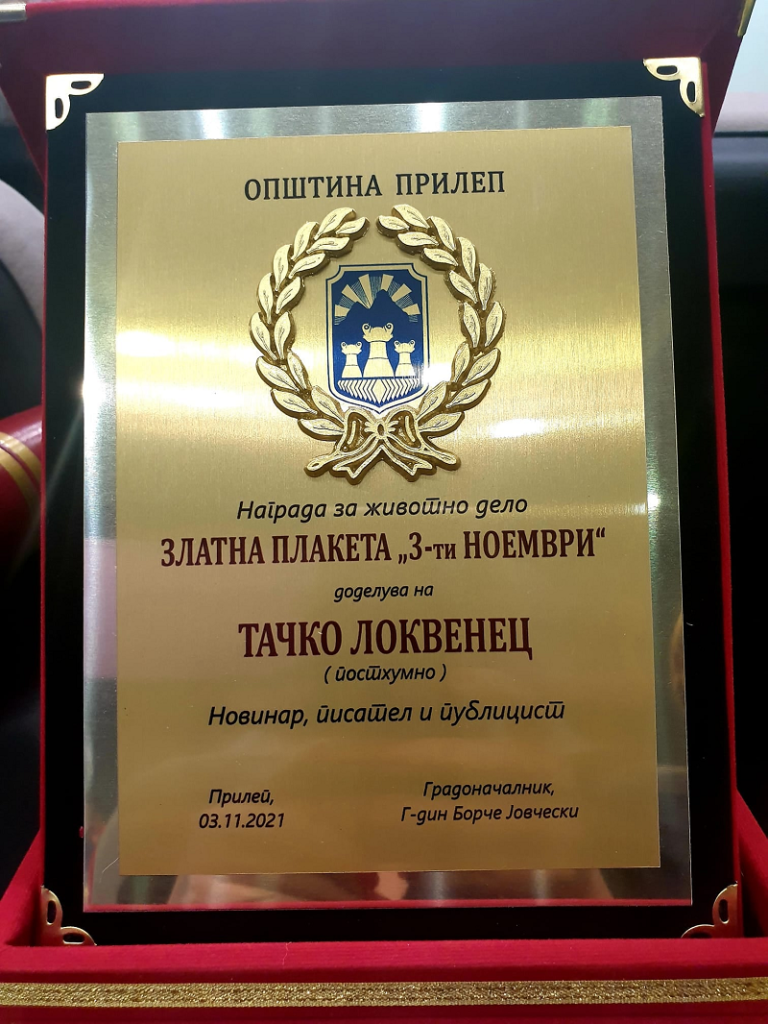 ОПШТИНА ПРИЛЕП
Награда за животно дело
ЗЛАТНА ПЛАКЕТА „3-ти НОЕМВРИ“
доделува на
ТАЧКО ЛОКВЕНЕЦ
( постхумно )
Новинар, писател и публицист
Прилеп,
03.11.2021
Градоначалник,
Г-дин Борче Јовчески